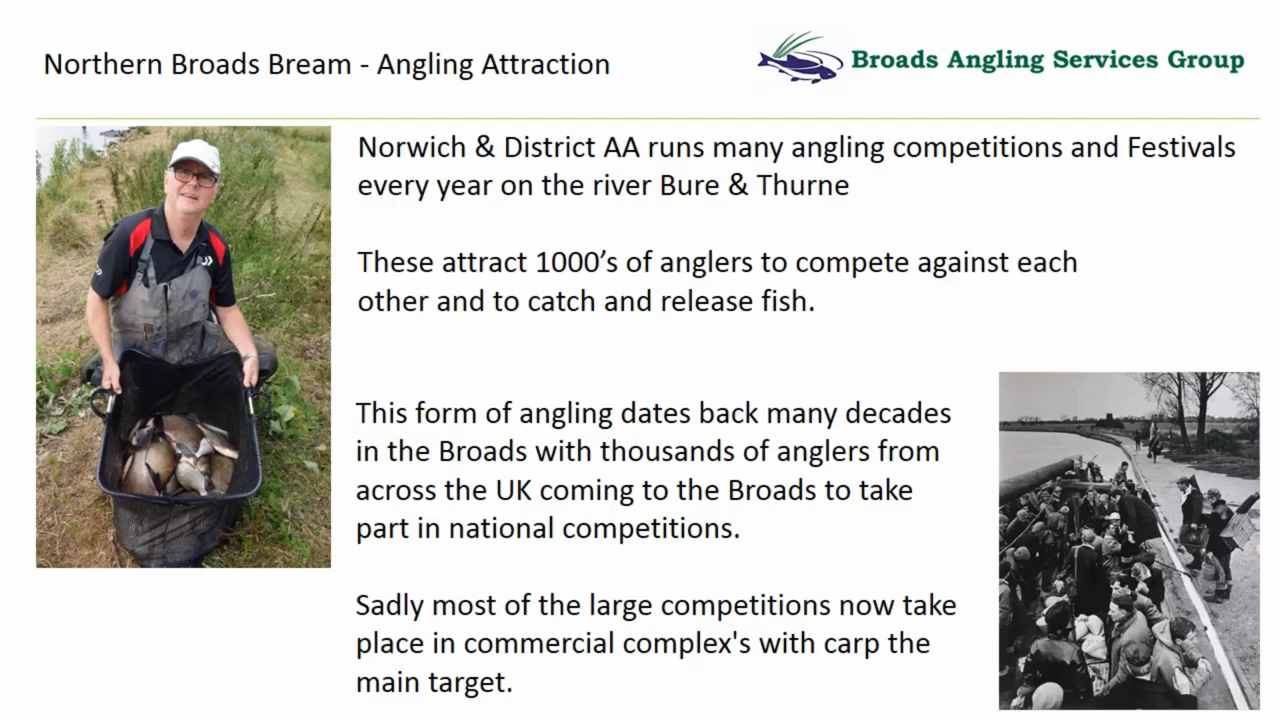 Northern Broads Bream - Angling Attraction
Broads Angling Services Group
Norwich & District AA runs many angling competitions and Festivals
every year on the river Bure & Thurne
These attract 1000’s of anglers to compete against each
other and to catch and release fish.
This form of angling dates back many decades
in the Broads with thousands of anglers from
across the UK coming to the Broads to take
part in national competitions.
Sadly most of the large competitions now take
place in commercial complex's with carp the
main target.